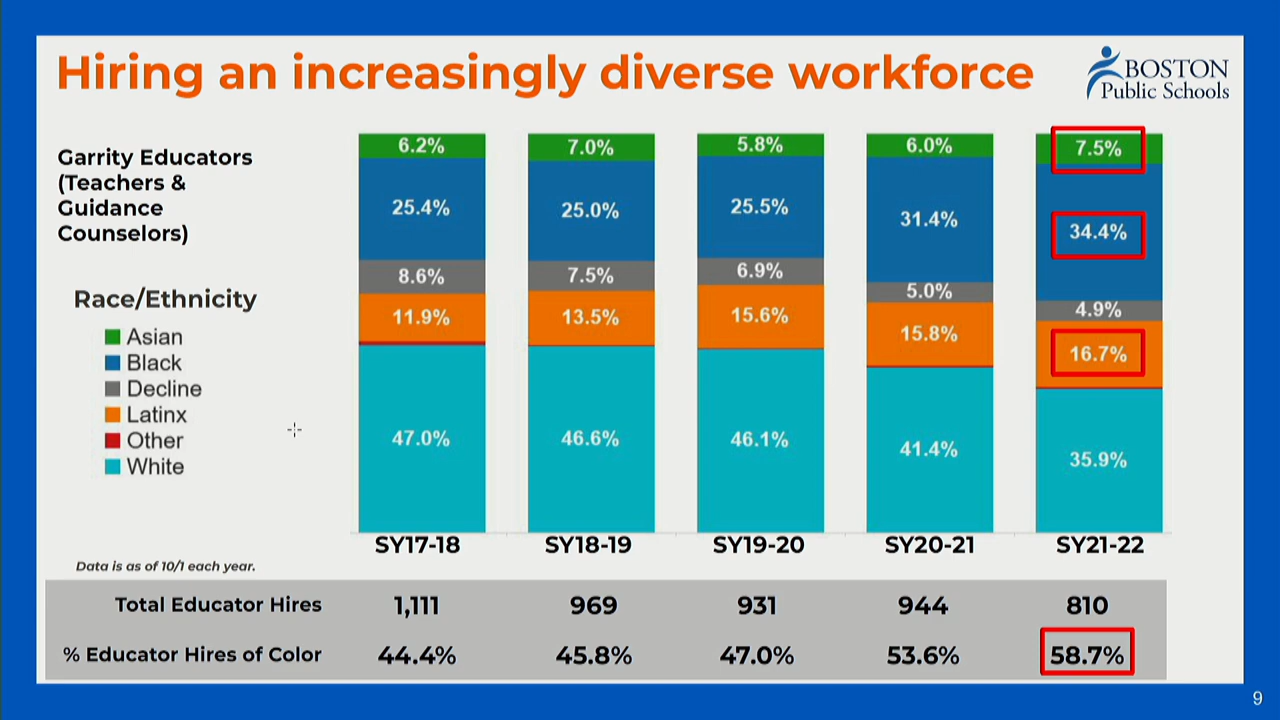 Hiring an increasingly diverse workforce
BOSTON
Public Schools
Garrity Educators
(Teachers &
Guidance
Counselors)
Race/Ethnicity
Asian
Black
Decline
Latinx
Other
White
6.2%
25.4%
8.6%
11.9%
47.0%
7.0%
25.0%
7.5%
13.5%
46.6%
5.8%
25.5%
6.9%
15.6%
46.1%
6.0%
31.4%
5.0%
15.8%
41.4%
7.5%
34.4%
4.9%
16.7%
35.9%
SY17-18 SY18-19 SY19-20 SY20-21 SY21-22
Data is as of 10/1 each year.
Total Educator Hires 1,111 969 931 944 810
% Educator Hires of Color 44.4% 45.8% 47.0% 53.6% 58.7%
9